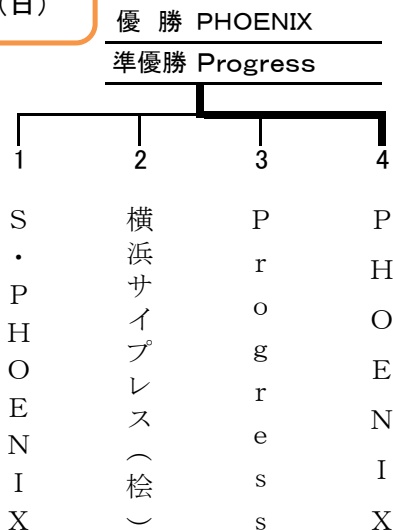 (日)
優 勝 PHOENIX
準優勝 Progress
1 2 3 4
S・PHOENIX
横浜サイプレス(桧)
Progress
PHOENIX